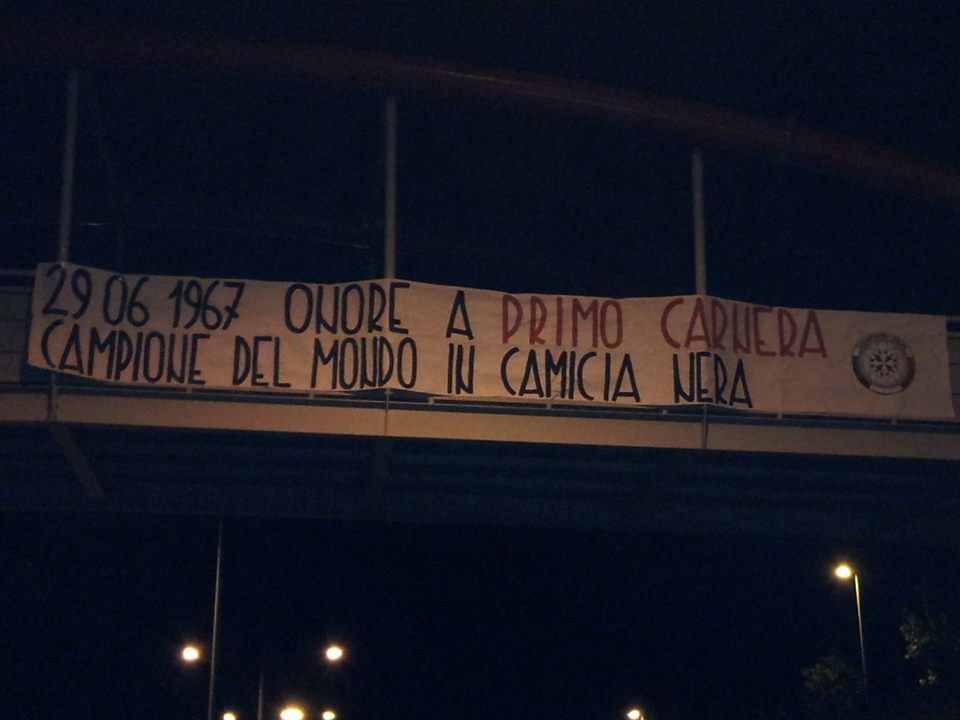 29 06 1967 ONORE A PRIMO CARNERA
CAMPIONE DEL MONDO IN CAMICIA NERA